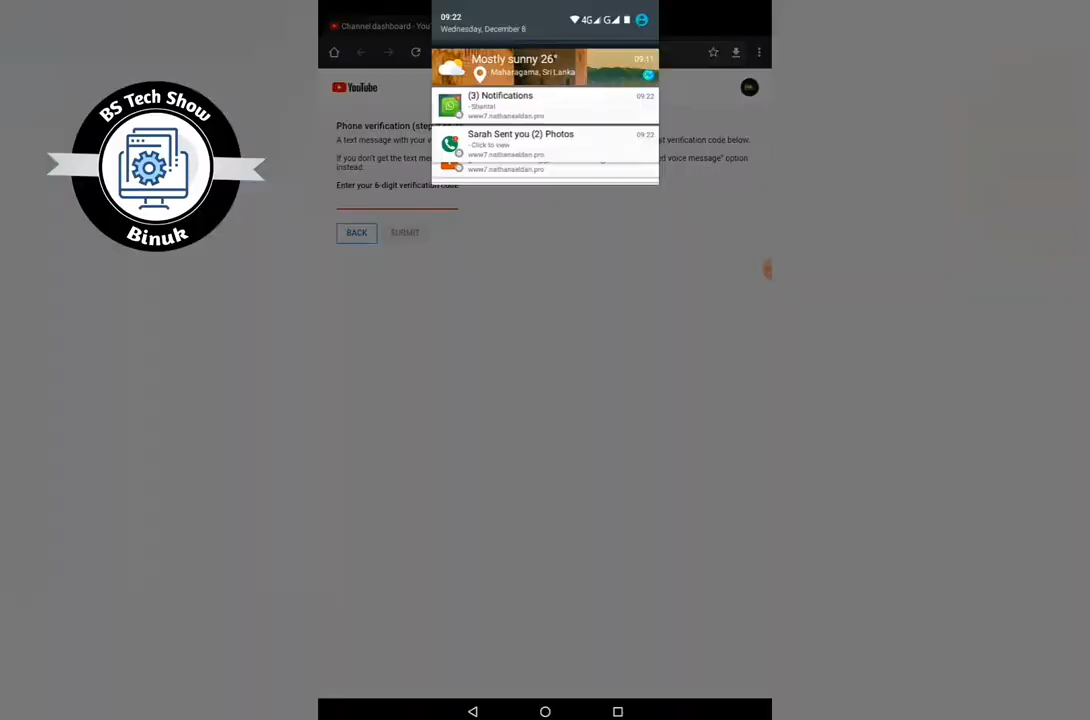 BS Tech Show
Binuk
09:22
Wednesday, December 8
Channel dashboard - You
Mostly sunny 26°
09:11
Maharagama, Sri Lanka
YouTube
(3) Notifications
09:22
www7.nathanaeldan.pro
Sarah Sent you (2) Photos
09:22
- Click to view
www7.nathanaeldan.pro
www7.nathanaeldan.pro
Phone verification (step
A text message with your v
verification code below.
If you don't get the text me
voice message" option
instead.
Enter your 6-digit verification code
BACK
SUBMIT